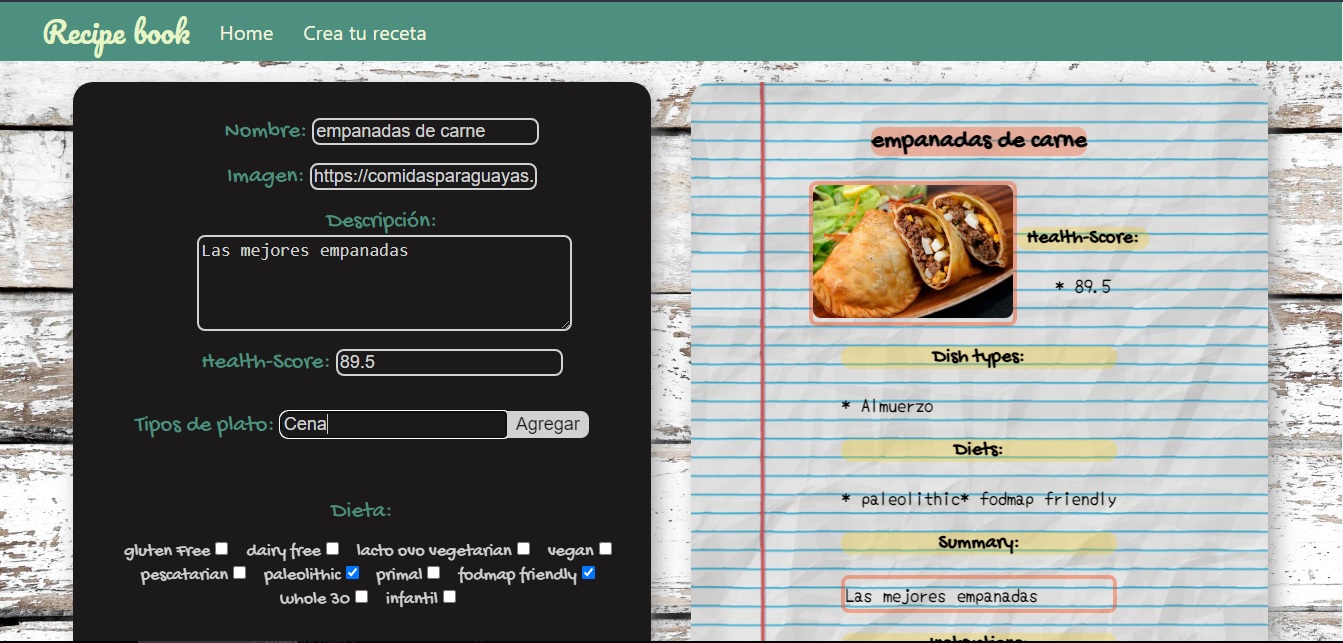 Recipe book Home Crea tu receta
Nombre: empanadas de carne
Imagen: https://comidasparaguayas.
Descripción:
Las mejores empanadas
Health-Score: 89.5
Tipos de plato: Cena Agregar
Dieta:
gluten Free dairy free lacto ovo vegetarian vegan
pescatarian paleolithic primal fodmap friendly
whole 30 infantil
empanadas de carne
Health-Score:
* 89.5
Dish types:
* Almuerzo
Diets:
* paleolithic* fodmap friendly
Summary:
Las mejores empanadas